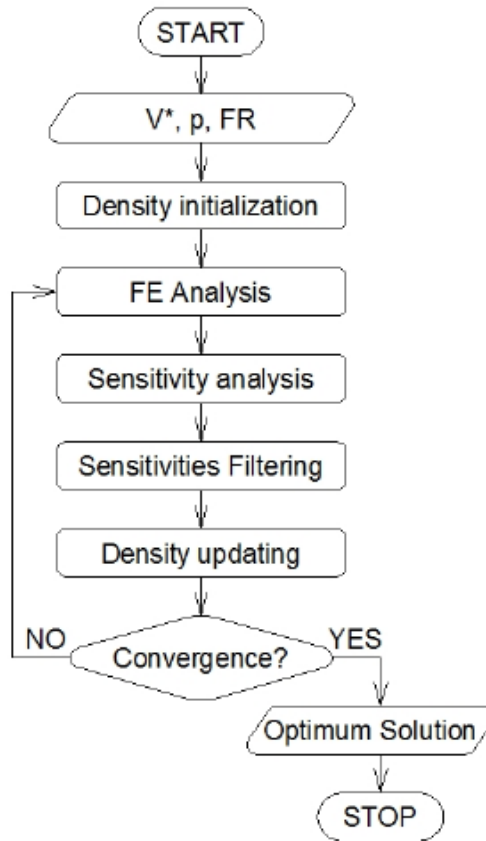 START
V*, p, FR
Density initialization
FE Analysis
Sensitivity analysis
Sensitivities Filtering
Density updating
NO
Convergence?
YES
Optimum Solution
STOP